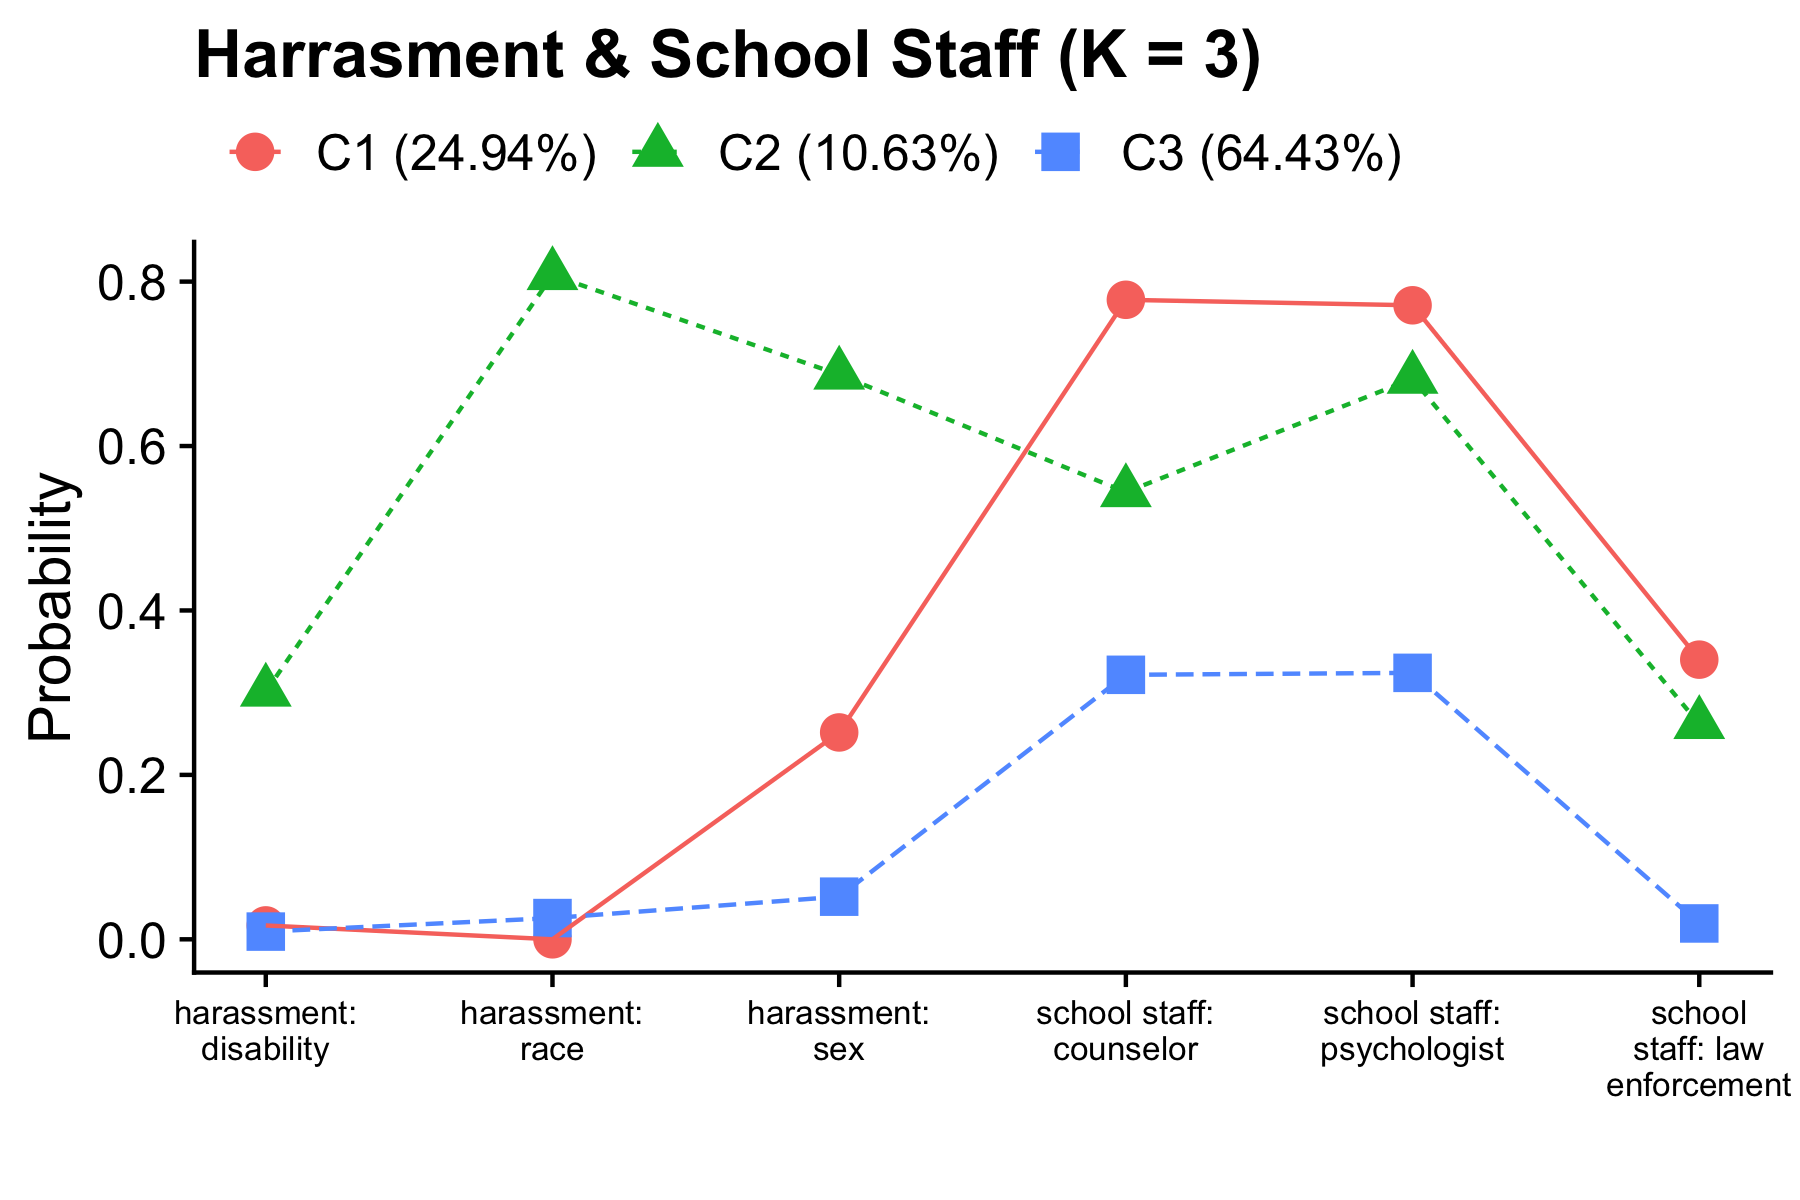 Harrasment & School Staff (K = 3)
C1 (24.94%) C2 (10.63%) C3 (64.43%)
Probability
0.8
0.6
0.4
0.2
0.0
harassment:
disability
harassment:
race
harassment:
sex
school staff:
counselor
school staff:
psychologist
school
staff: law
enforcement